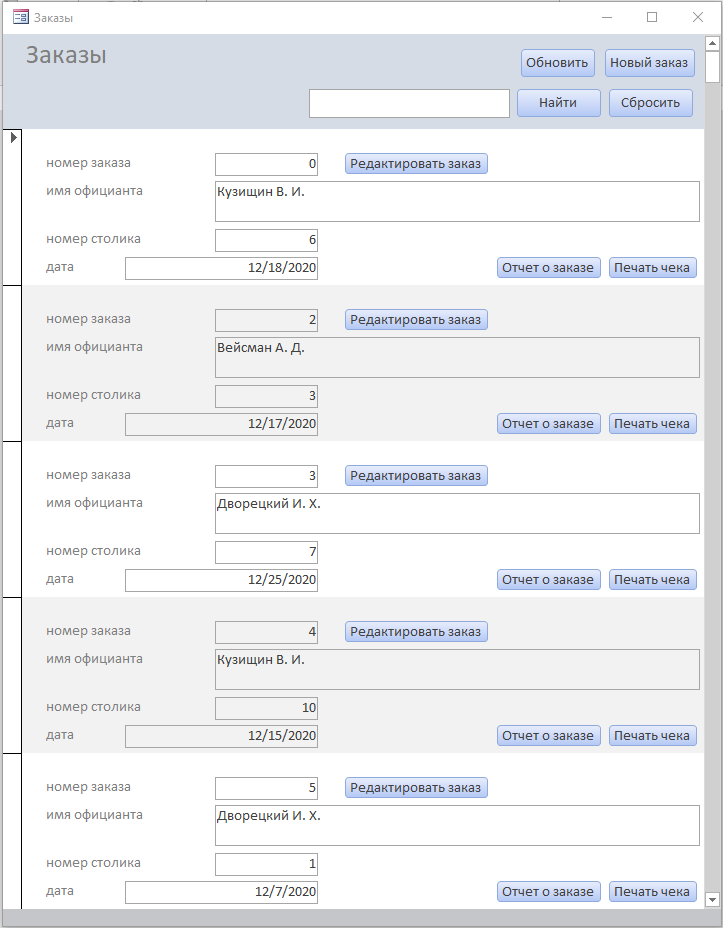 Заказы
Заказы
Обновить Новый заказ
Найти Сбросить
номер заказа 0 Редактировать заказ
имя официанта Кузищин В. И.
номер столика 6
дата 12/18/2020 Отчет о заказе Печать чека
номер заказа 2 Редактировать заказ
имя официанта Вейсман А. Д.
номер столика 3
дата 12/17/2020 Отчет о заказе Печать чека
номер заказа 3 Редактировать заказ
имя официанта Дворецкий И. Х.
номер столика 7
дата 12/25/2020 Отчет о заказе Печать чека
номер заказа 4 Редактировать заказ
имя официанта Кузищин В. И.
номер столика 10
дата 12/15/2020 Отчет о заказе Печать чека
номер заказа 5 Редактировать заказ
имя официанта Дворецкий И. Х.
номер столика 1
дата 12/7/2020 Отчет о заказе Печать чека